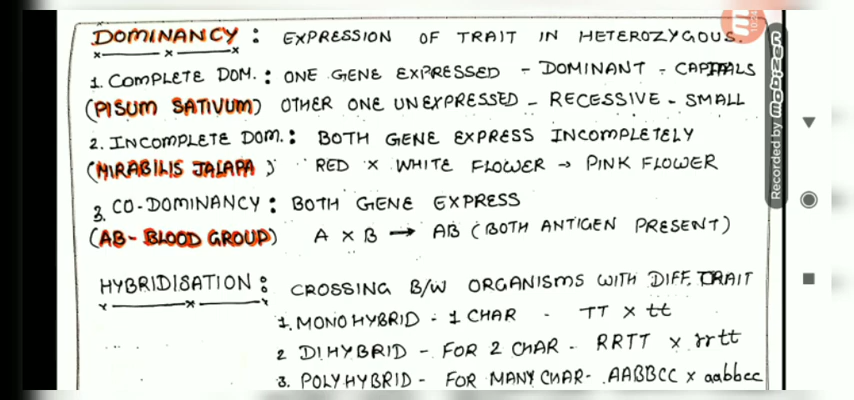 DOMINANCY : EXPRESSION OF TRAIT IN HETEROZYGOUS.
1. COMPLETE DOM. : ONE GENE EXPRESSED - DOMINANT - CAPITALS
(PISUM SATIVUM) OTHER ONE UNEXPRESSED - RECESSIVE - SMALL
2. INCOMPLETE DOM. : BOTH GENE EXPRESS INCOMPLETELY
(MIRABILIS JALAPA) RED X WHITE FLOWER → PINK FLOWER
3. CO-DOMINANCY : BOTH GENE EXPRESS
(AB- BLOOD GROUP) A X B → AB (BOTH ANTIGEN PRESENT)
HYBRIDISATION : CROSSING B/W ORGANISMS WITH DIFF. TRAIT
1. MONOHYBRID - 1 CHAR - TT X tt
2 DIHYBRID - FOR 2 CHAR - RRTT X rrtt
3. POLYHYBRID - FOR MANY CHAR- AABBCC X aabbcc
Recorded by Mobizen